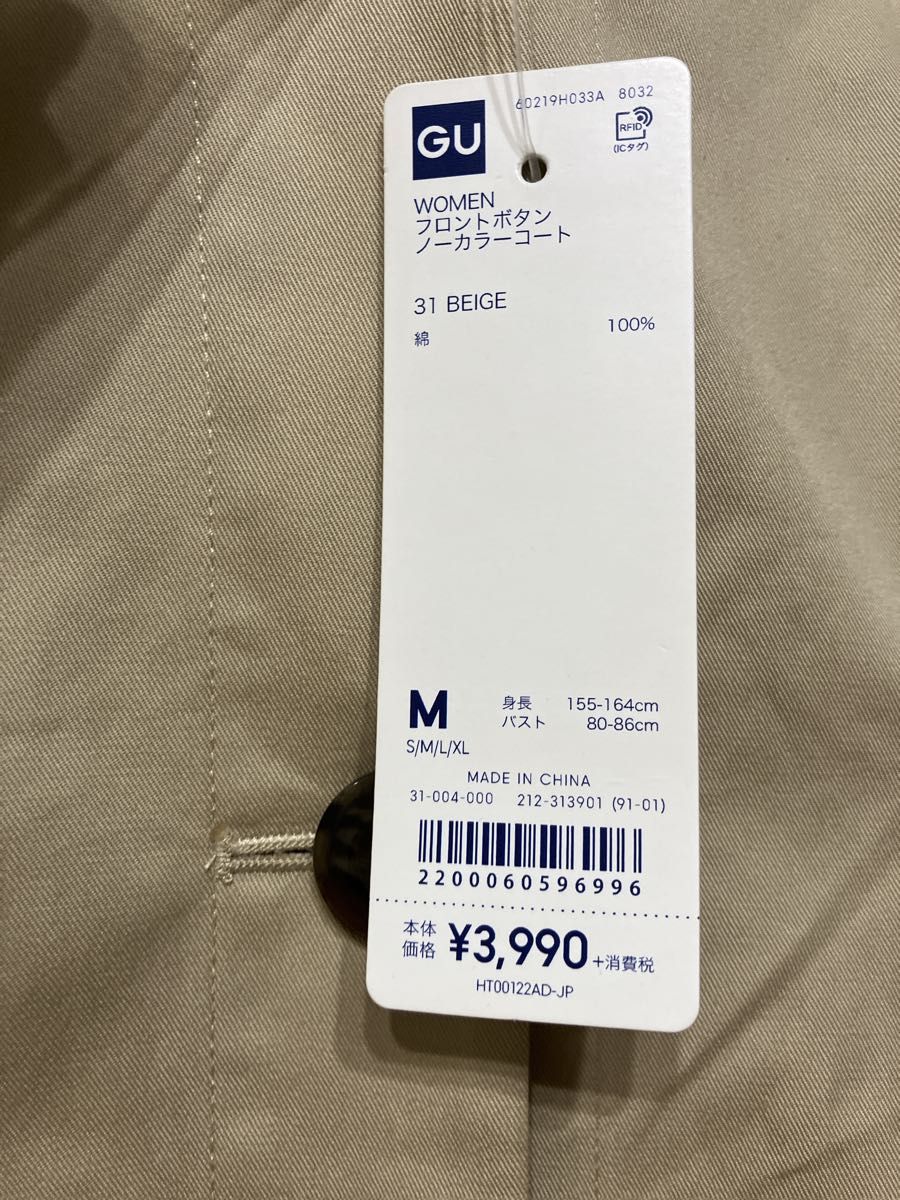 60219H033A 8032
GU
RFID
(ICタグ)
WOMEN
フロントボタン
ノーカラーコート
31 BEIGE
綿 100%
M 身長 155-164cm
バスト 80-86cm
S/M/L/XL
MADE IN CHINA
31-004-000 212-313901 (91-01)
2200060596996
本体
価格 ¥3,990 +消費税
HT00122AD-JP